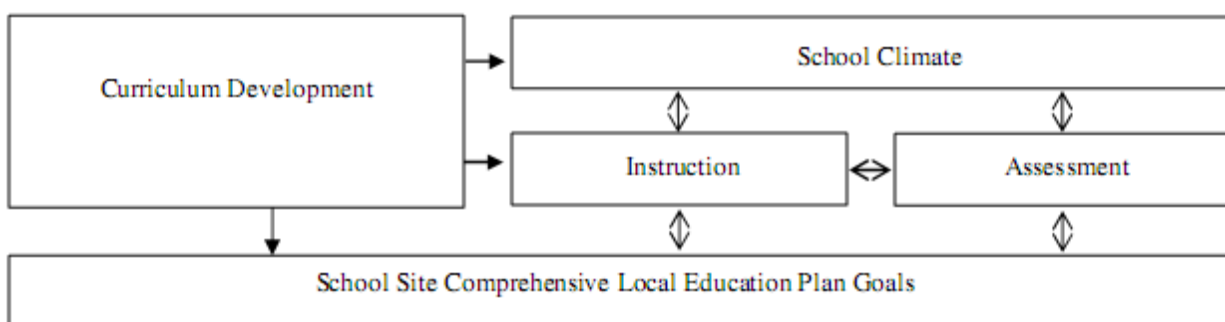 School Climate
Curriculum Development
Instruction
Assessment
School Site Comprehensive Local Education Plan Goals